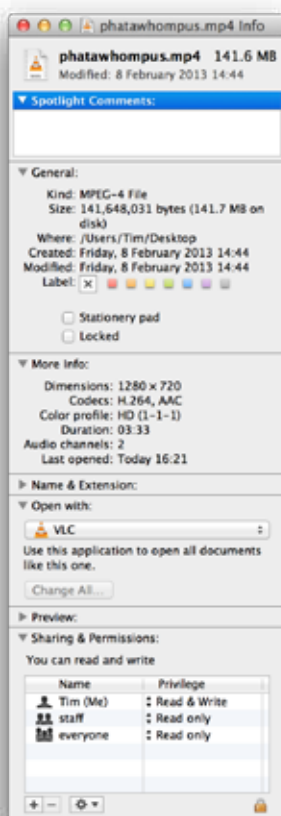 phatawhompus.mp4 Info
phatawhompus.mp4 141.6 MB
Modified: 8 February 2013 14:44
Spotlight Comments:
General:
Kind: MPEG-4 File
Size: 141,648,031 bytes (141.7 MB on
disk)
Where: /Users/Tim/Desktop
Created: Friday, 8 February 2013 14:44
Modified: Friday, 8 February 2013 14:44
Label:
Stationery pad
Locked
More Info:
Dimensions: 1280 × 720
Codecs: H.264, AAC
Color profile: HD (1-1-1)
Duration: 03:33
Audio channels: 2
Last opened: Today 16:21
Name & Extension:
Open with:
VLC
Use this application to open all documents
like this one.
Change All...
Preview:
Sharing & Permissions:
You can read and write
Name Privilege
Tim (Me) Read & Write
staff Read only
everyone Read only